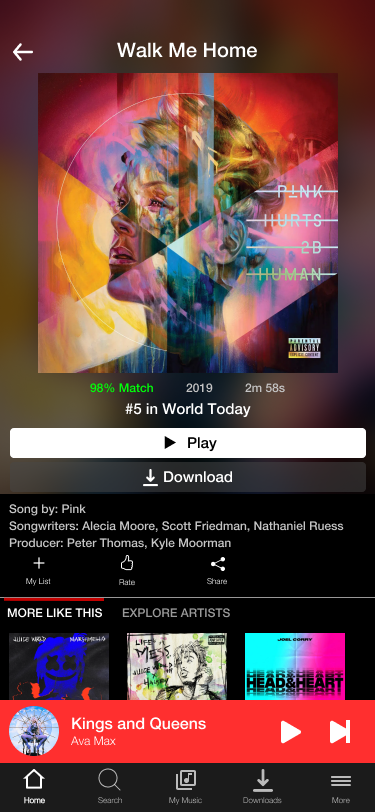 Walk Me Home
P!NK
HURTS
2B
HUMAN
PARENTAL
ADVISORY
EXPLICIT CONTENT
98% Match 2019 2m 58s
#5 in World Today
Play
Download
Song by: Pink
Songwriters: Alecia Moore, Scott Friedman, Nathaniel Ruess
Producer: Peter Thomas, Kyle Moorman
My List Rate Share
MORE LIKE THIS EXPLORE ARTISTS
JUICE WRLD MARSHMELLO
LIFE'S
MESS
JUICE WRLD
HALSEY
JOEL CORRY
HEAD&HEART
Kings and Queens
Ava Max
Home Search My Music Downloads More